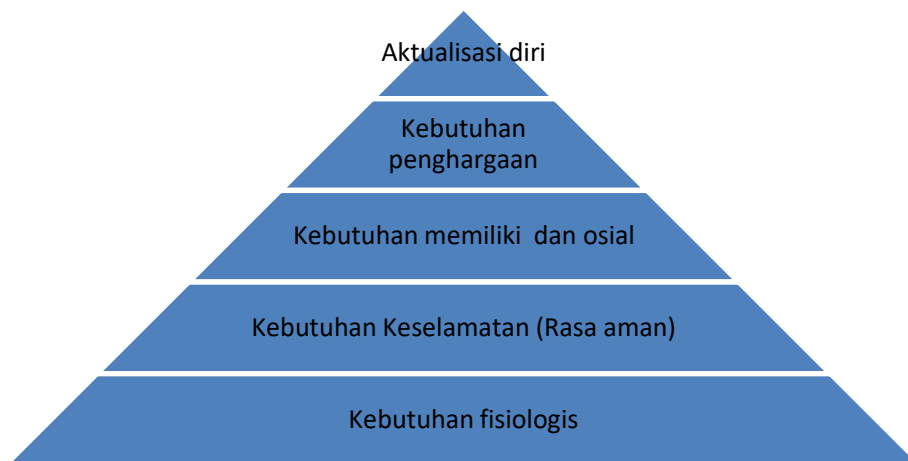 Aktualisasi diri
Kebutuhan
penghargaan
Kebutuhan memiliki  dan osial
Kebutuhan Keselamatan (Rasa aman)
Kebutuhan fisiologis